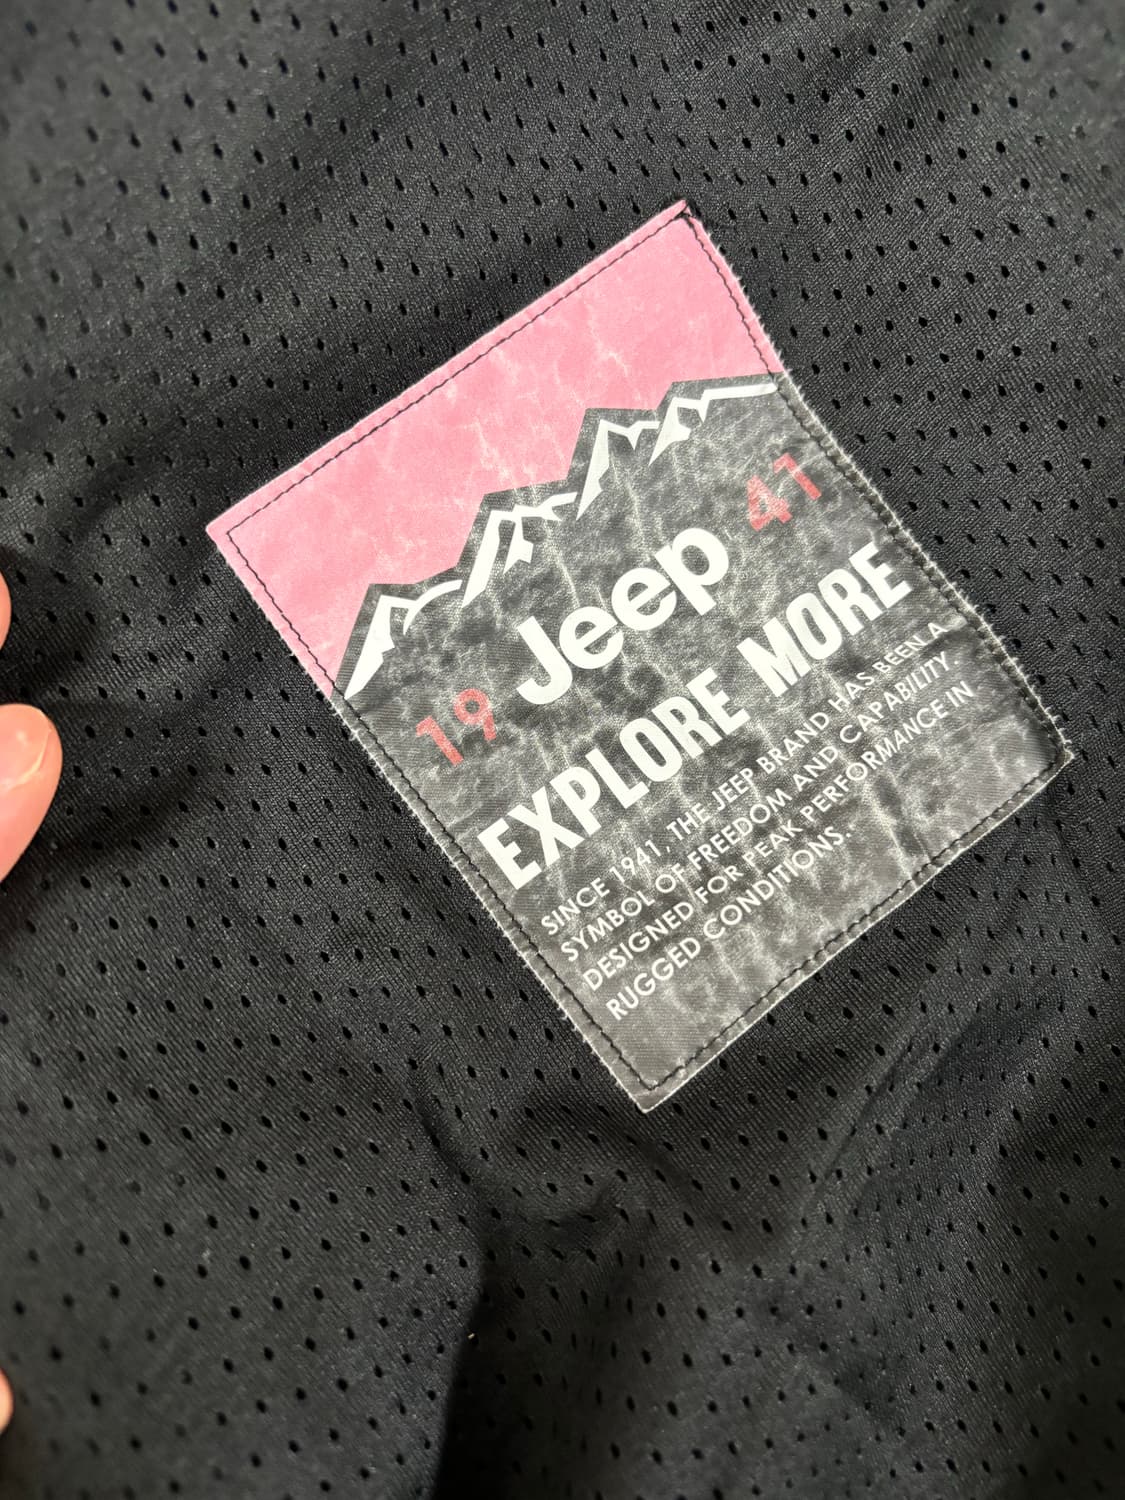 19 Jeep 41
EXPLORE MORE
SINCE 1941, THE JEEP BRAND HAS BEEN A
SYMBOL OF FREEDOM AND CAPABILITY.
DESIGNED FOR PEAK PERFORMANCE IN
RUGGED CONDITIONS.